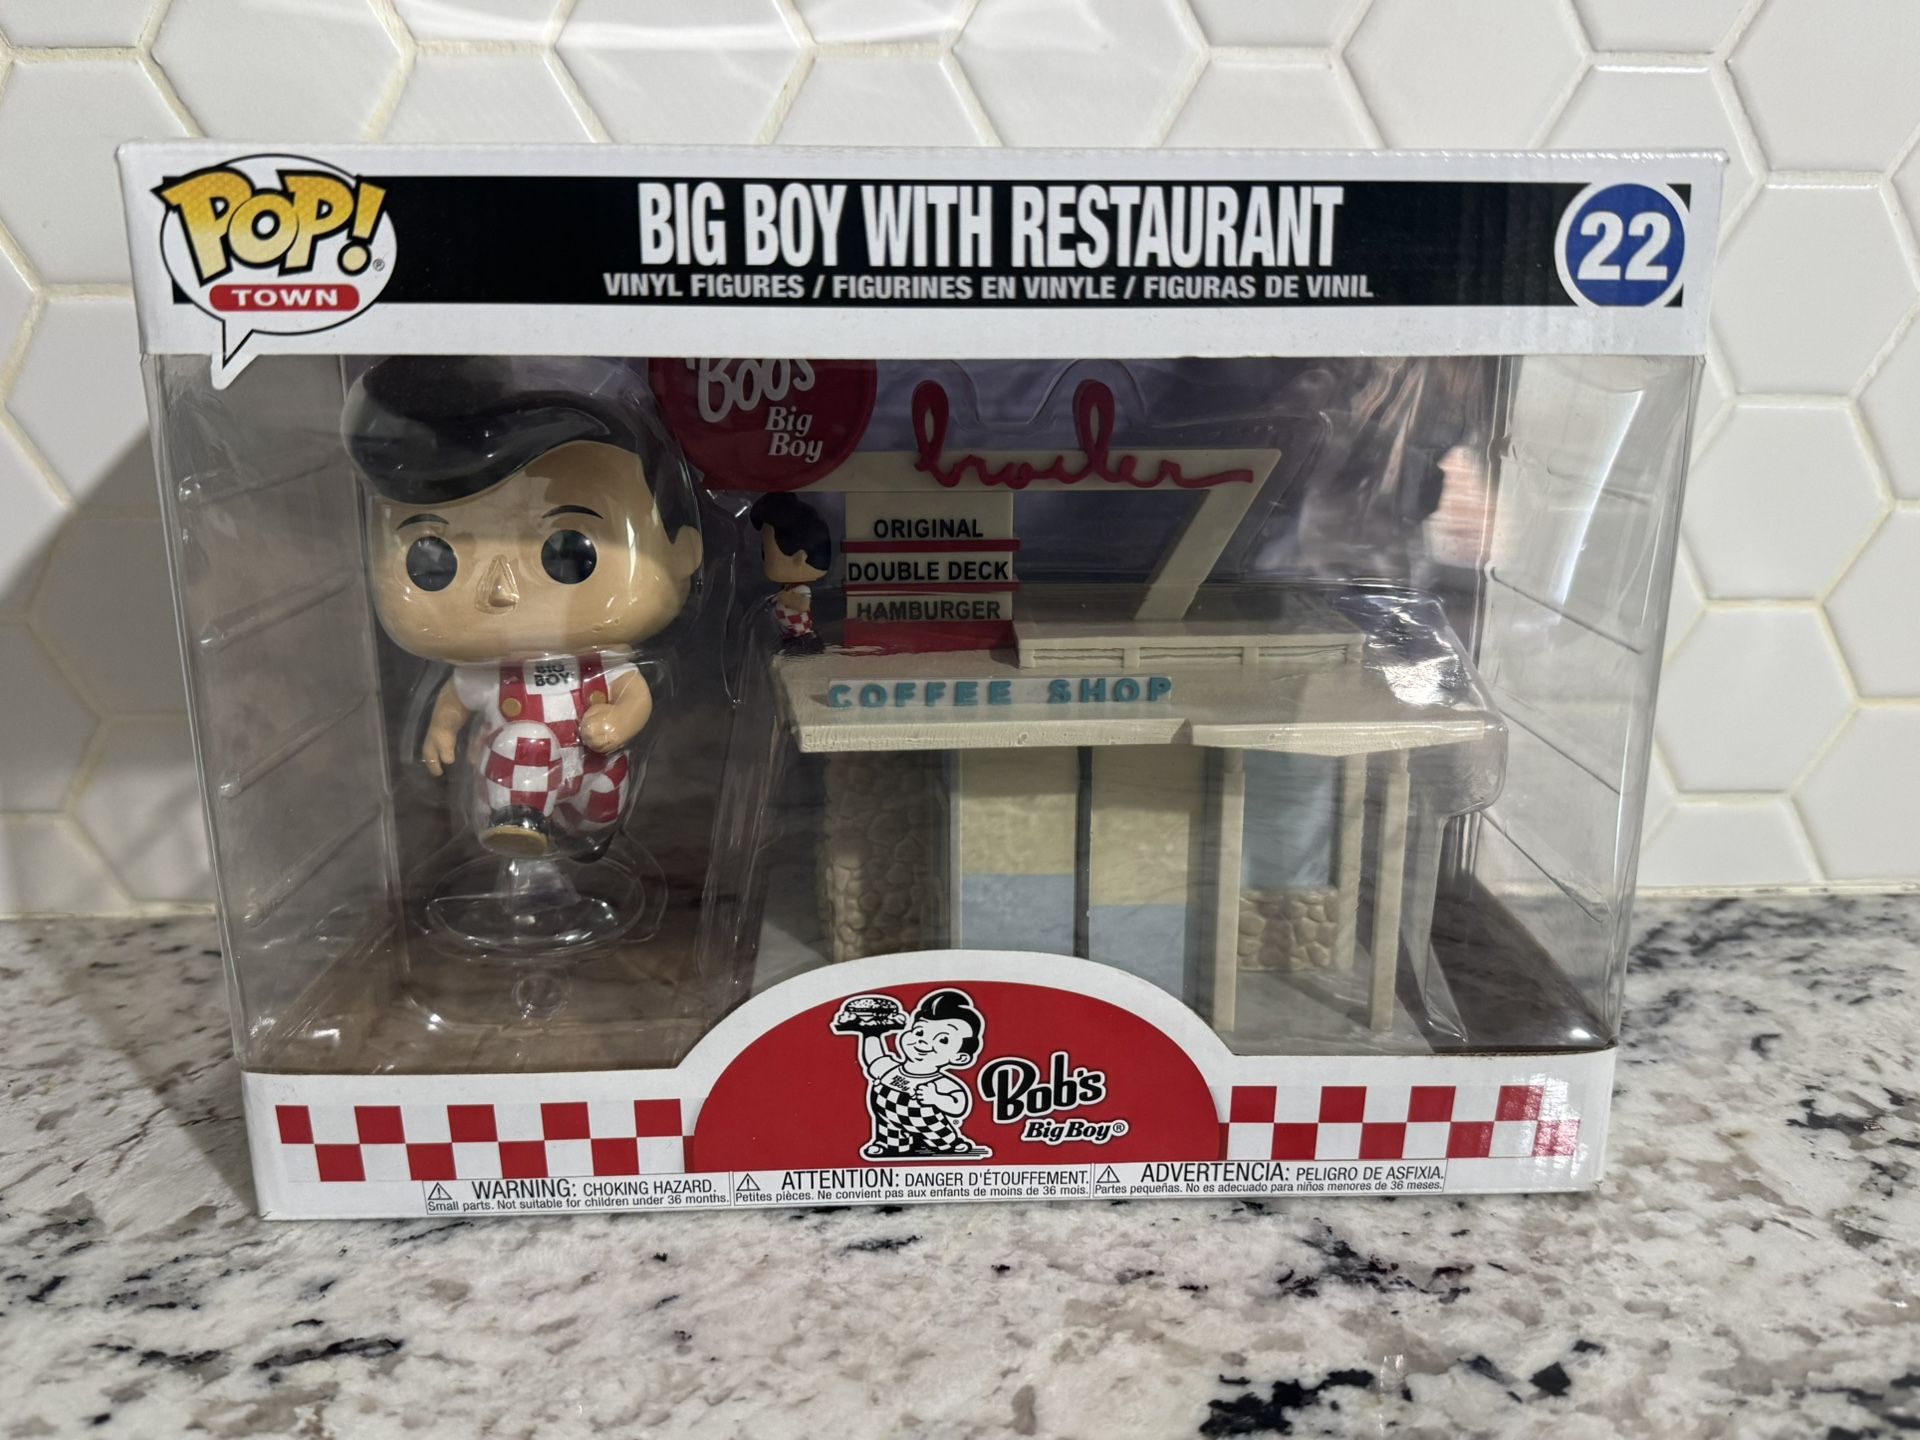 POP!®
TOWN
BIG BOY WITH RESTAURANT
VINYL FIGURES / FIGURINES EN VINYLE / FIGURAS DE VINIL
22
Bob's
Big
Boy
broiler
ORIGINAL
DOUBLE DECK
HAMBURGER
BIG
BOY
COFFEE SHOP
Big
Boy
Bob's
Big Boy®
⚠ WARNING: CHOKING HAZARD.
Small parts. Not suitable for children under 36 months.
⚠ ATTENTION: DANGER D'ÉTOUFFEMENT.
Petites pièces. Ne convient pas aux enfants de moins de 36 mois.
⚠ ADVERTENCIA: PELIGRO DE ASFIXIA.
Partes pequeñas. No es adecuado para niños menores de 36 meses.